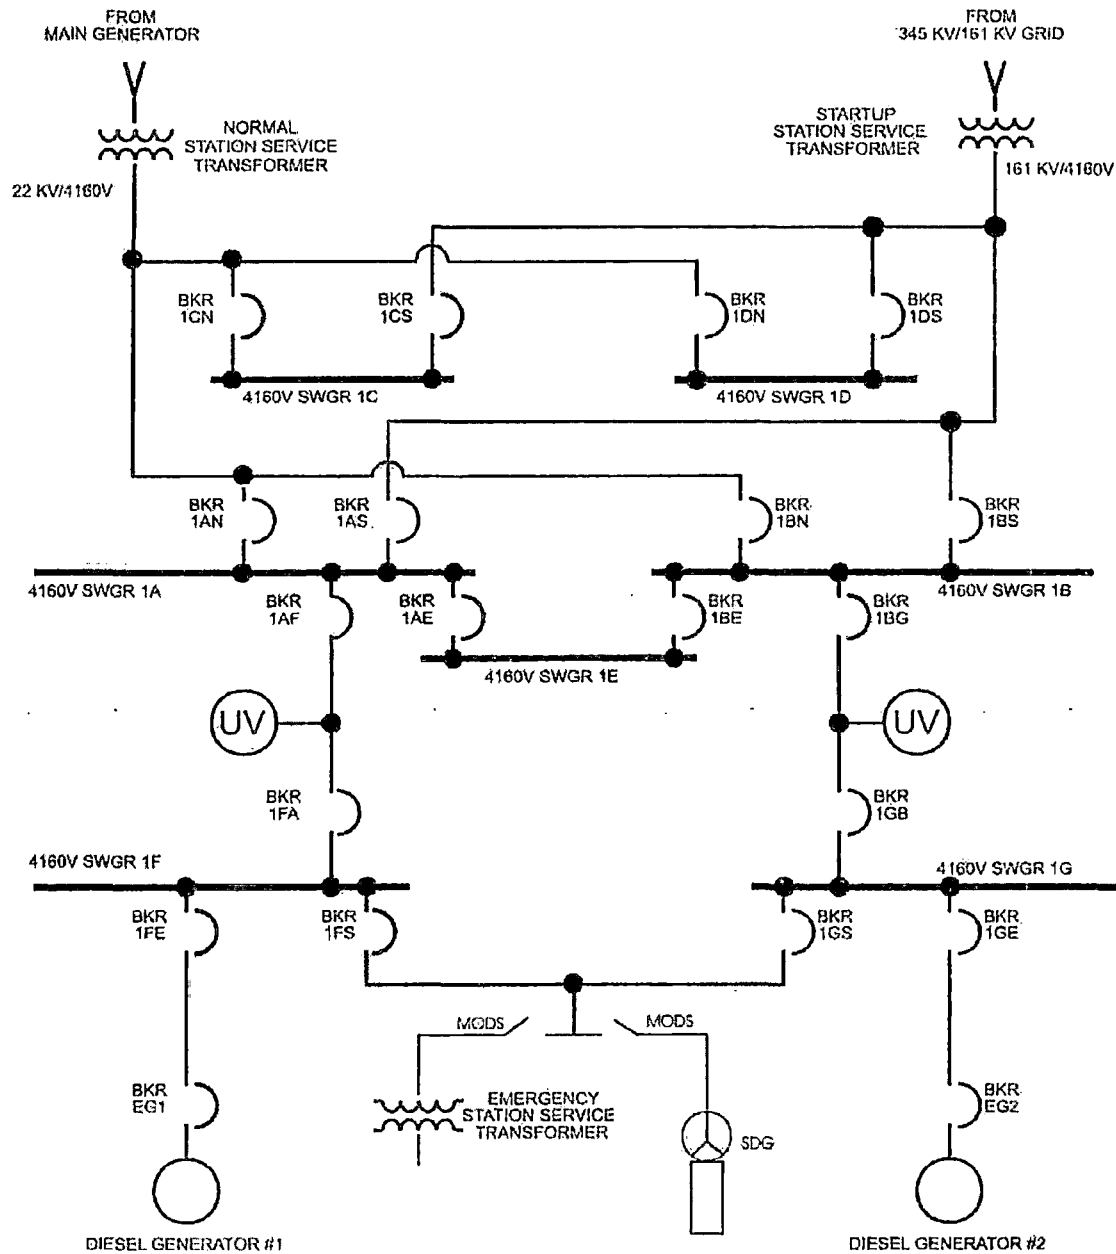 FROM
MAIN GENERATOR
FROM
345 KV/161 KV GRID
NORMAL
STATION SERVICE
TRANSFORMER
STARTUP
STATION SERVICE
TRANSFORMER
22 KV/4160V
161 KV/4160V
BKR
1CN
BKR
1CS
BKR
1DN
BKR
1DS
4160V SWGR 1C
4160V SWGR 1D
BKR
1AN
BKR
1AS
BKR
1BN
BKR
1BS
4160V SWGR 1A
4160V SWGR 1B
BKR
1AF
BKR
1AE
BKR
1BE
BKR
1BG
4160V SWGR 1E
UV
UV
BKR
1FA
BKR
1GB
4160V SWGR 1F
4160V SWGR 1G
BKR
1FE
BKR
1FS
BKR
1GS
BKR
1GE
MODS
MODS
BKR
EG1
EMERGENCY
STATION SERVICE
TRANSFORMER
SDG
BKR
EG2
DIESEL GENERATOR #1
DIESEL GENERATOR #2